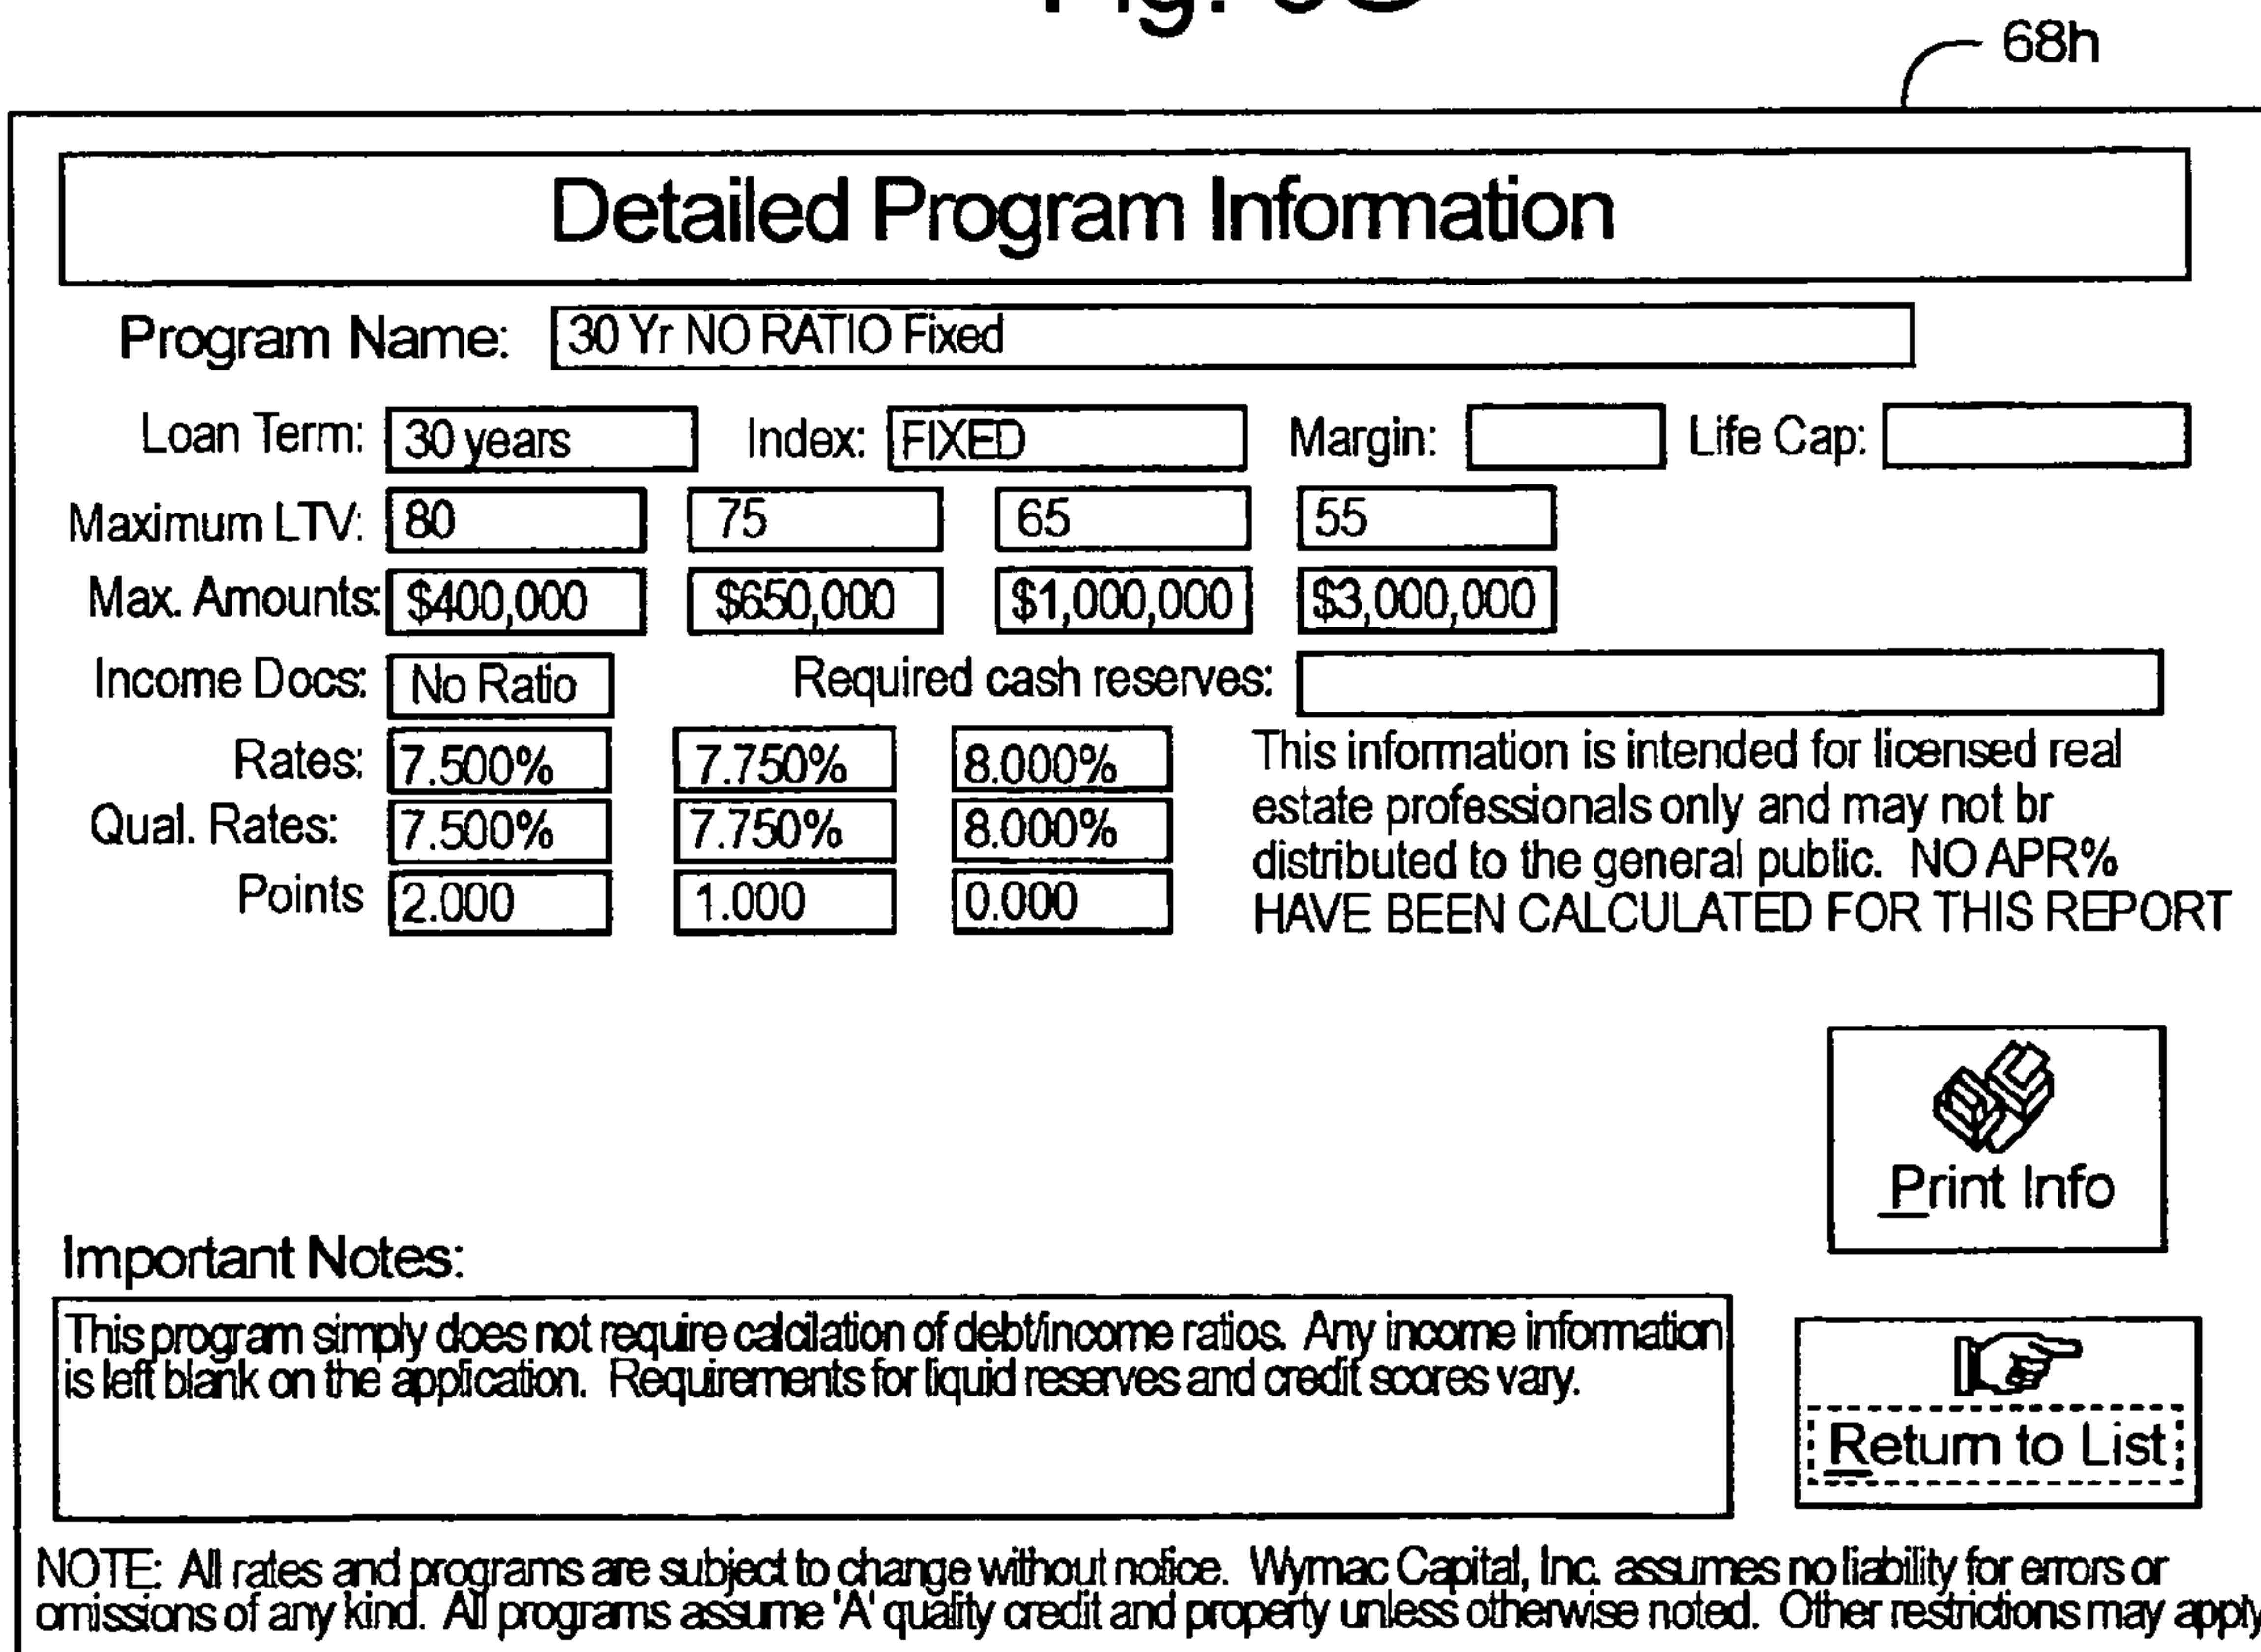 68h
Detailed Program Information
Program Name: 30 Yr NO RATIO Fixed
Loan Term: 30 years Index: FIXED Margin: Life Cap:
Maximum LTV: 80 75 65 55
Max. Amounts: $400,000 $650,000 $1,000,000 $3,000,000
Income Docs: No Ratio Required cash reserves:
Rates: 7.500% 7.750% 8.000%
Qual. Rates: 7.500% 7.750% 8.000%
Points 2.000 1.000 0.000
This information is intended for licensed real
estate professionals only and may not br
distributed to the general public. NO APR%
HAVE BEEN CALCULATED FOR THIS REPORT
Print Info
Important Notes:
This program simply does not require calcilation of debt/income ratios. Any income information
is left blank on the application. Requirements for liquid reserves and credit scores vary.
Return to List
NOTE: All rates and programs are subject to change without notice. Wymac Capital, Inc. assumes no liability for errors or
omissions of any kind. All programs assume 'A' quality credit and property unless otherwise noted. Other restrictions may apply